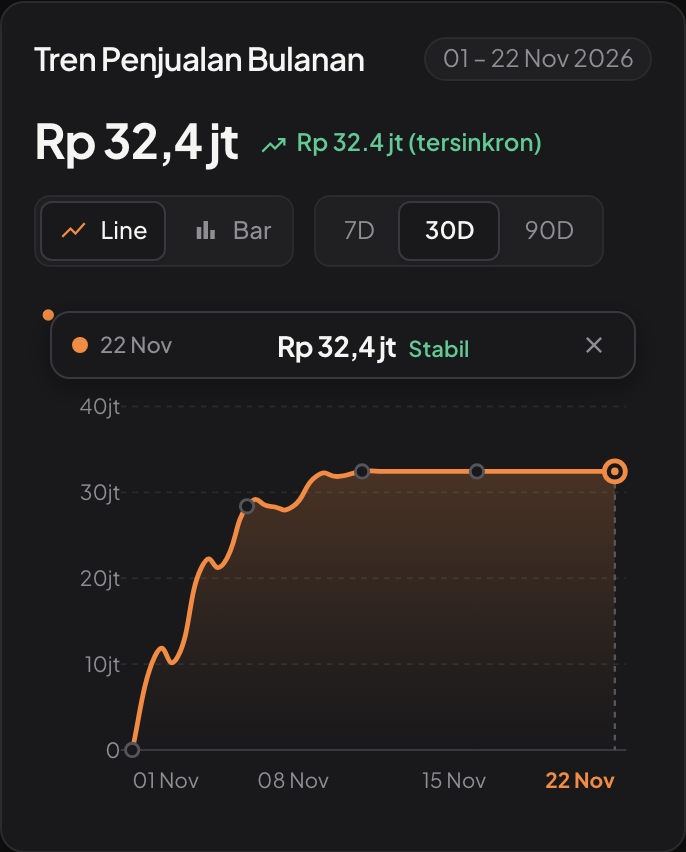 Tren Penjualan Bulanan
01 – 22 Nov 2026
Rp 32,4 jt
Rp 32.4 jt (tersinkron)
Line
Bar
7D
30D
90D
22 Nov
Rp 32,4 jt
Stabil
40jt
30jt
20jt
10jt
0
01 Nov
08 Nov
15 Nov
22 Nov